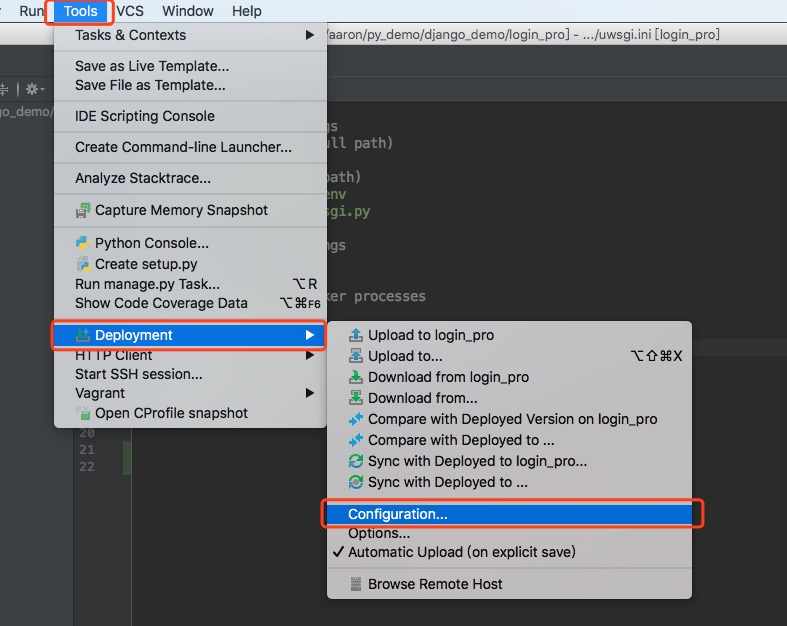 Run Tools VCS Window Help
/aaron/py_demo/django_demo/login_pro] - .../uwsgi.ini [login_pro]
Tasks & Contexts
Save as Live Template...
Save File as Template...
IDE Scripting Console
Create Command-line Launcher...
Analyze Stacktrace...
Capture Memory Snapshot
Python Console...
Create setup.py
Run manage.py Task... ⌥R
Show Code Coverage Data ⌥⌘F6
Deployment
HTTP Client
Start SSH session...
Vagrant
Open CProfile snapshot
go_demo/
gs
ull path)
path)
env
sgi.py
ngs
ker processes
20
21
22
Upload to login_pro
Upload to... ⌥⇧⌘X
Download from login_pro
Download from...
Compare with Deployed Version on login_pro
Compare with Deployed to ...
Sync with Deployed to login_pro...
Sync with Deployed to ...
Configuration...
Options...
✓ Automatic Upload (on explicit save)
Browse Remote Host